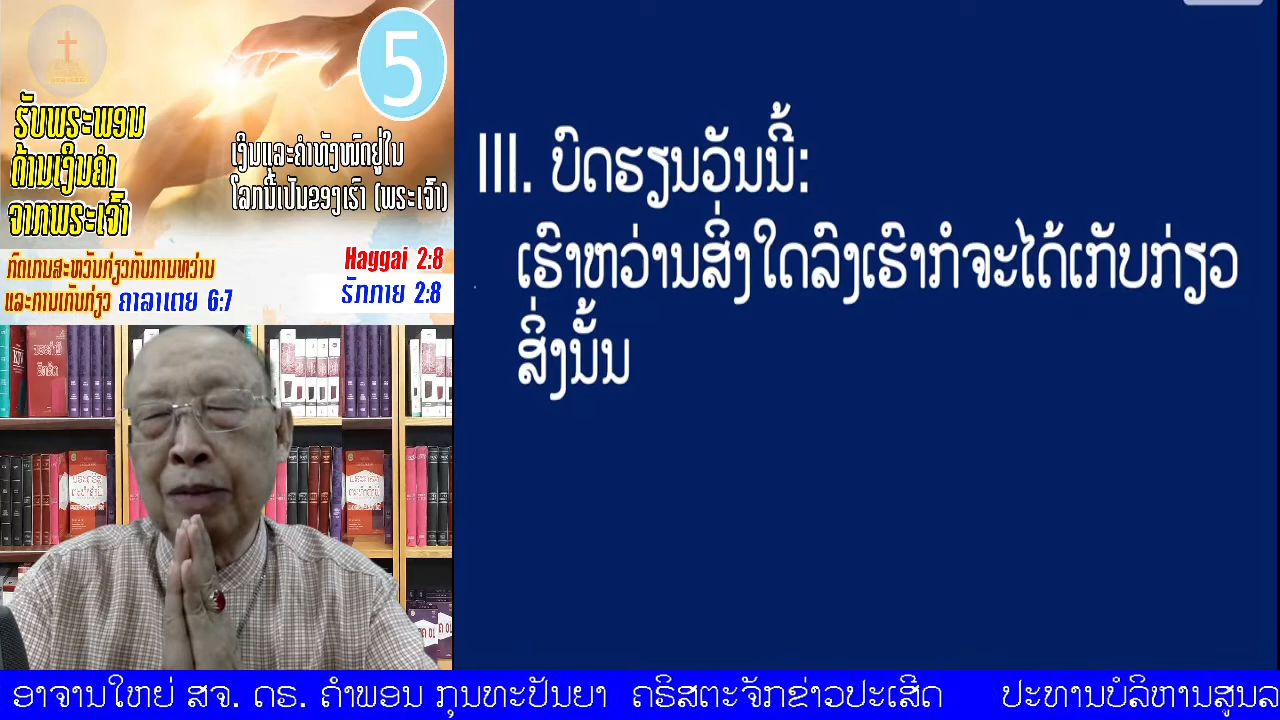 5
ຮັບພຣະພອນ
ດ້ານເງິນຄຳ
ຈາກພຣະເຈົ້າ
ເງິນແລະຄຳທັງໝົດຢູ່ໃນ
ໂລກນີ້ເປັນຂອງເຮົາ (ພຣະເຈົ້າ)
Haggai 2:8
ຮັກກາຍ 2:8
ກົດເກນສະຫວັນກ່ຽວກັບການຫວ່ານ
ແລະການເກັບກ່ຽວ ຄາລາເຕຍ 6:7
III. ບົດຮຽນວັນນີ້:
ເຮົາຫວ່ານສິ່ງໃດລົງເຮົາກໍຈະໄດ້ເກັບກ່ຽວ
ສິ່ງນັ້ນ
ອາຈານໃຫຍ່ ສຈ. ດຣ. ຄຳພອນ ກຸນທະປັນຍາ ຄຣິສຕະຈັກຂ່າວປະເສີດ ປະທານບໍລິຫານສູນລ